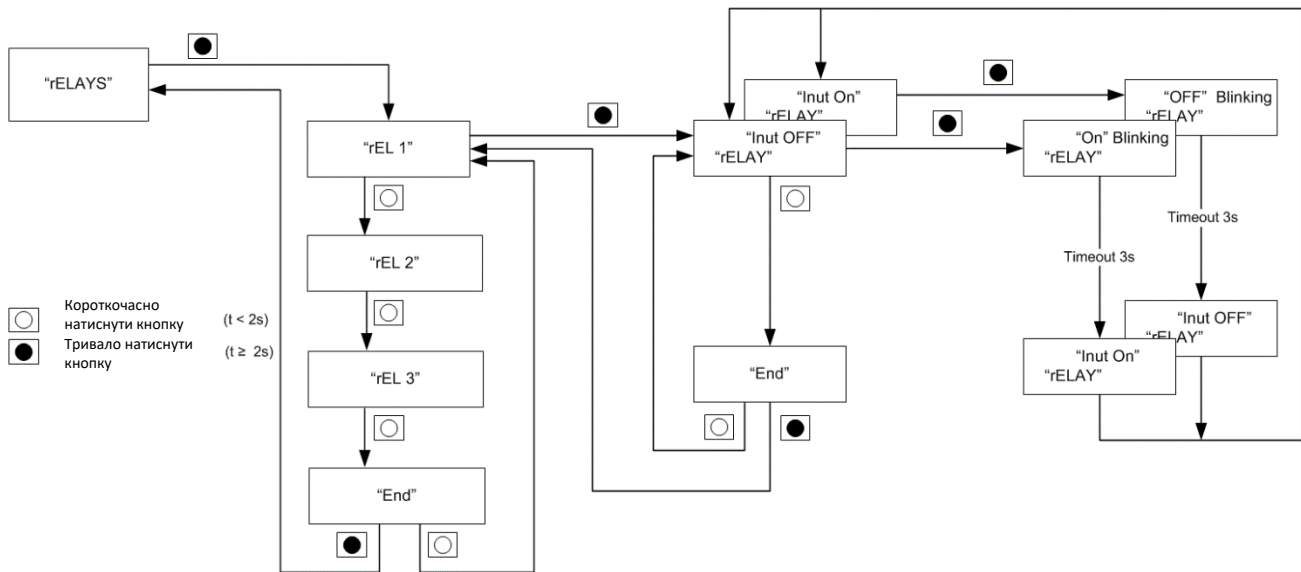 “rELAYS”
“rEL 1”
“rEL 2”
“rEL 3”
“End”
Короткочасно
натиснути кнопку (t < 2s)
Тривало натиснути (t ≥ 2s)
кнопку
“Inut On”
“rELAY”
“Inut OFF”
“rELAY”
“End”
“OFF” Blinking
“rELAY”
“On” Blinking
“rELAY”
Timeout 3s
Timeout 3s
“Inut OFF”
“rELAY”
“Inut On”
“rELAY”